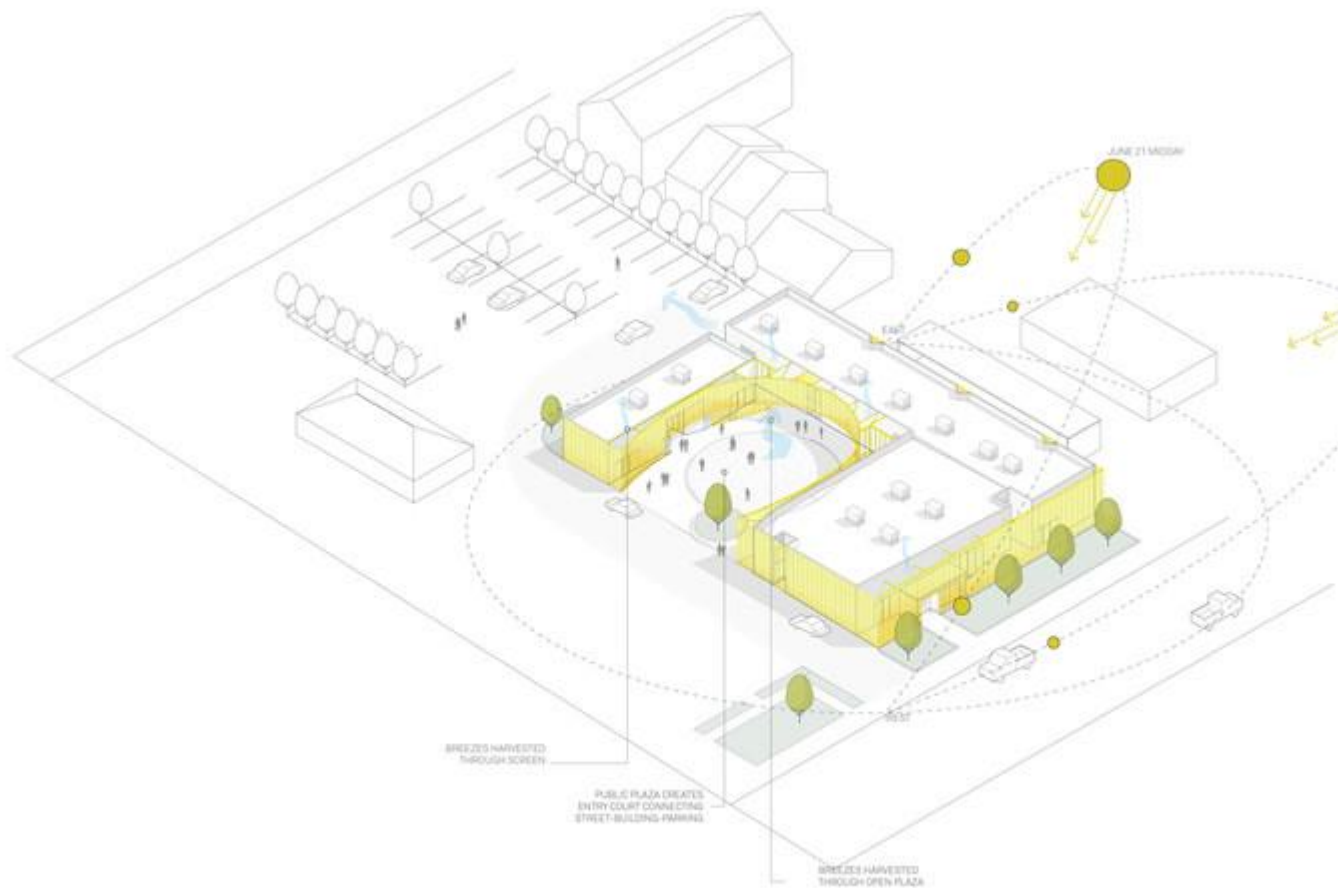 JUNE 21 MIDDAY
EAST
WEST
BREEZES HARVESTED
THROUGH SCREEN
PUBLIC PLAZA CREATES
ENTRY COURT CONNECTING
STREET-BUILDING-PARKING
BREEZES HARVESTED
THROUGH OPEN PLAZA